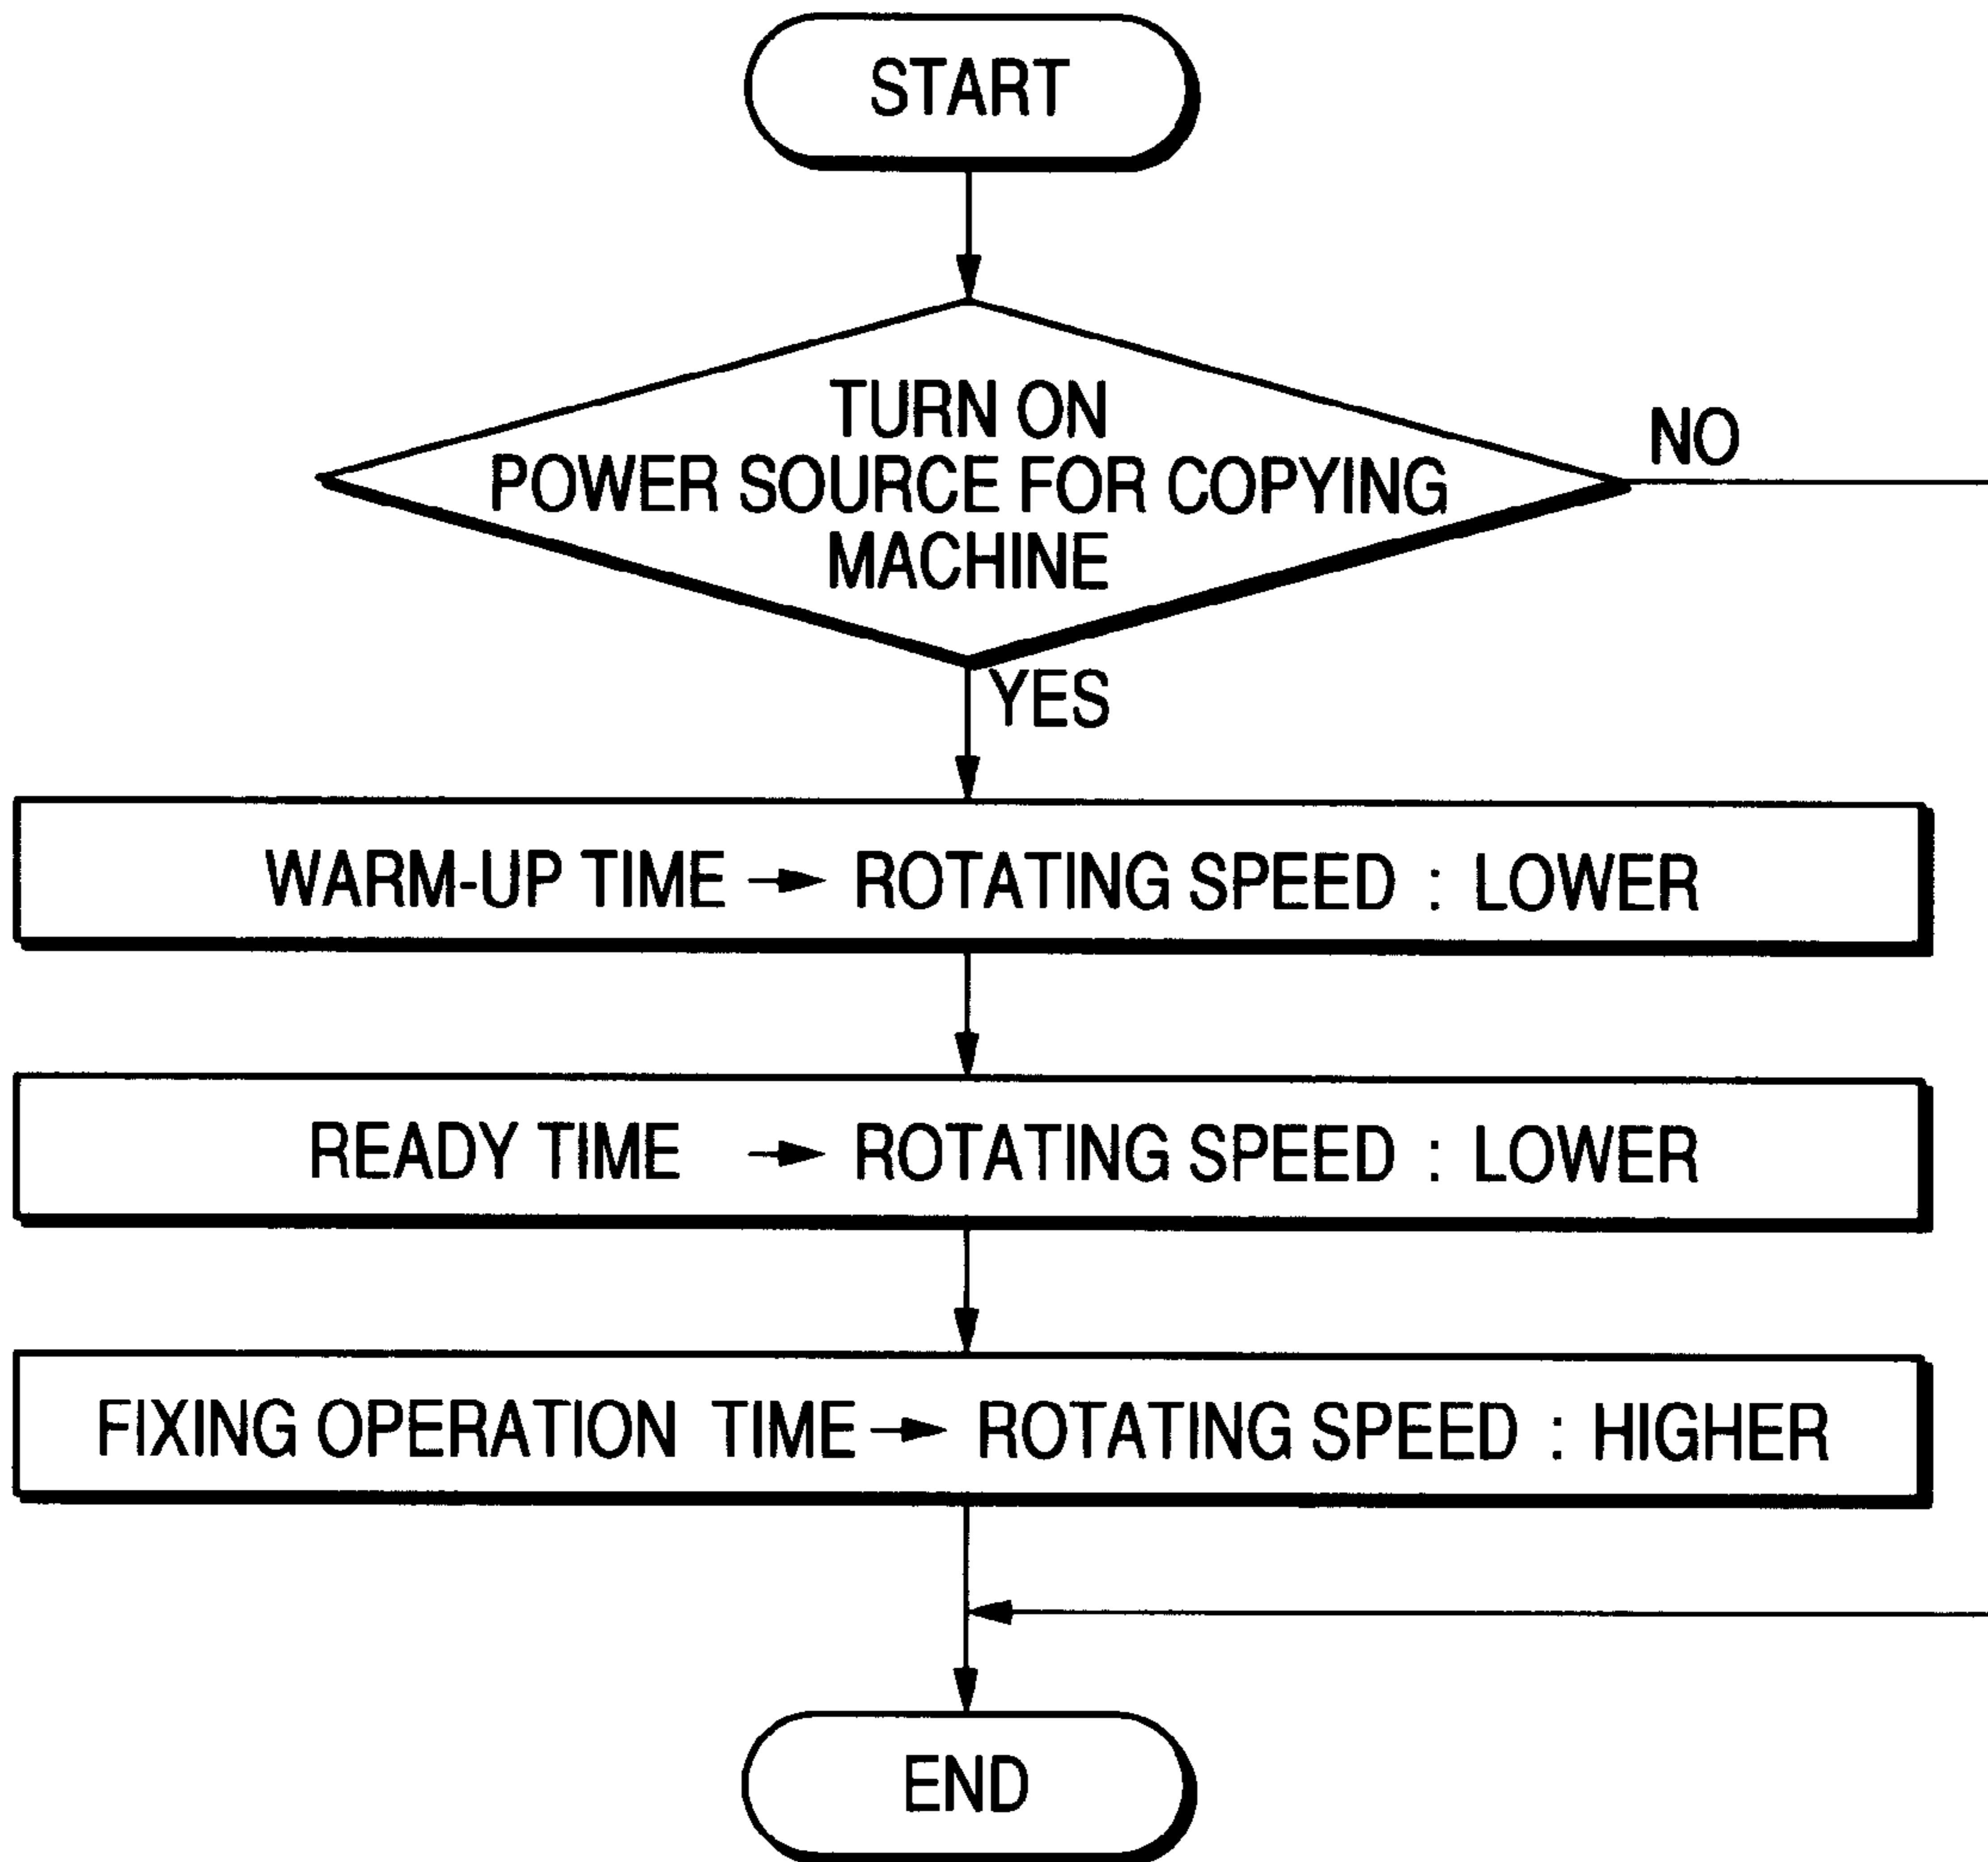 START
TURN ON
POWER SOURCE FOR COPYING
MACHINE
NO
YES
WARM-UP TIME → ROTATING SPEED : LOWER
READY TIME → ROTATING SPEED : LOWER
FIXING OPERATION TIME → ROTATING SPEED : HIGHER
END